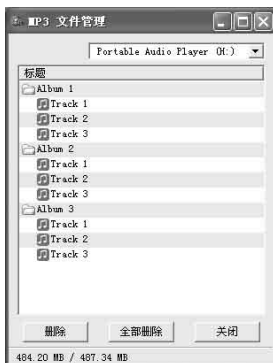 MP3 文件管理
Portable Audio Player (H:)
标题
Album 1
Track 1
Track 2
Track 3
Album 2
Track 1
Track 2
Track 3
Album 3
Track 1
Track 2
Track 3
删除 全部删除 关闭
484.20 MB / 487.34 MB